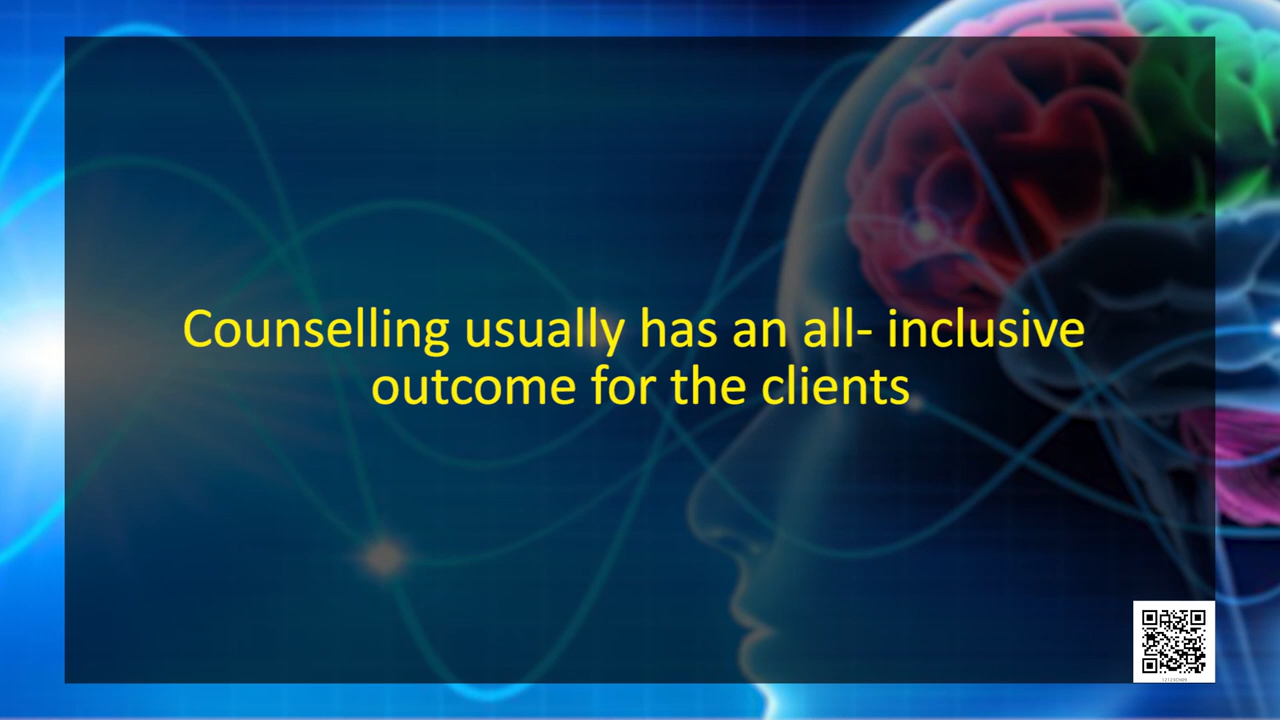 Counselling usually has an all- inclusive
outcome for the clients